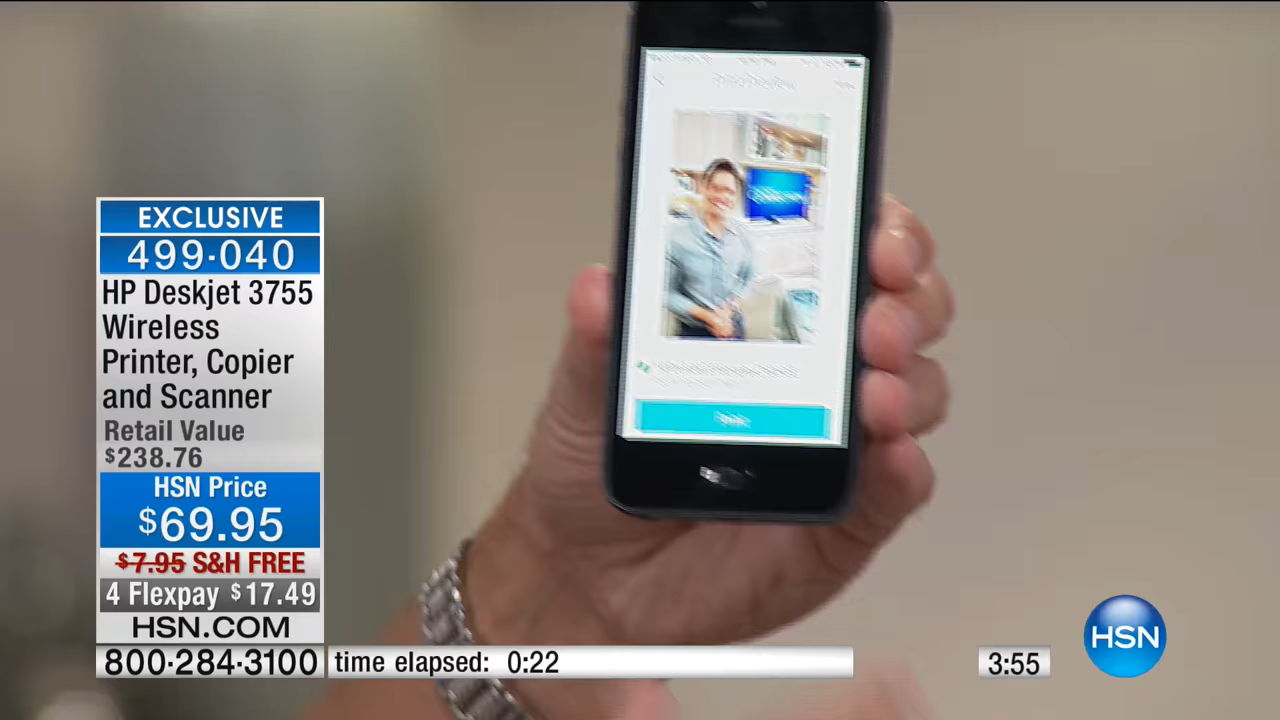 EXCLUSIVE
499·040
HP Deskjet 3755
Wireless
Printer, Copier
and Scanner
Retail Value
$238.76
HSN Price
$69.95
$7.95 S&H FREE
4 Flexpay $17.49
HSN.COM
800·284·3100
time elapsed: 0:22
3:55
HSN